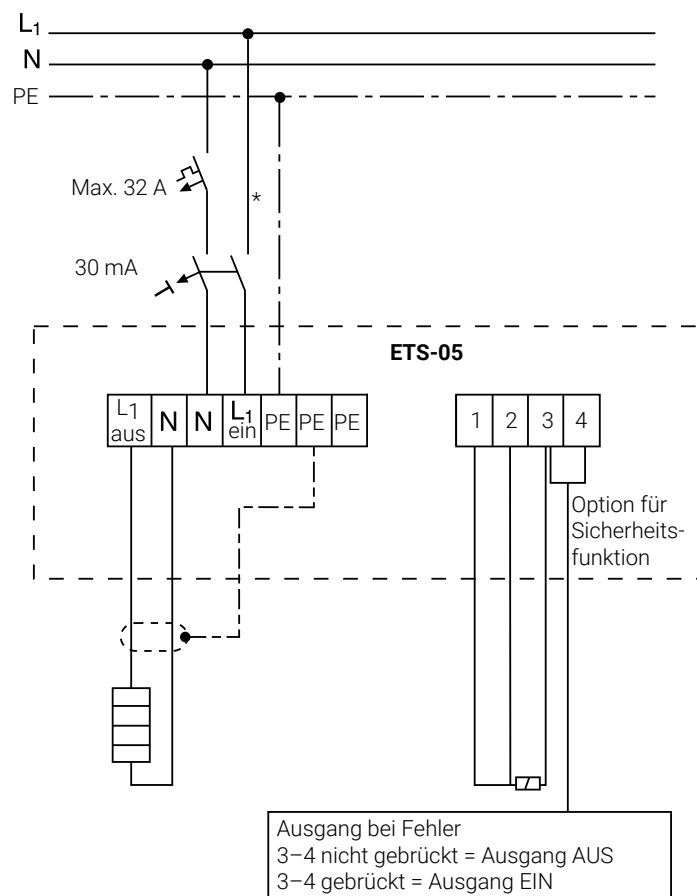 L1
N
PE
Max. 32 A
*
30 mA
ETS-05
L1 aus N N L1 ein PE PE PE
1 2 3 4
Option für
Sicherheits-
funktion
Ausgang bei Fehler
3–4 nicht gebrückt = Ausgang AUS
3–4 gebrückt = Ausgang EIN